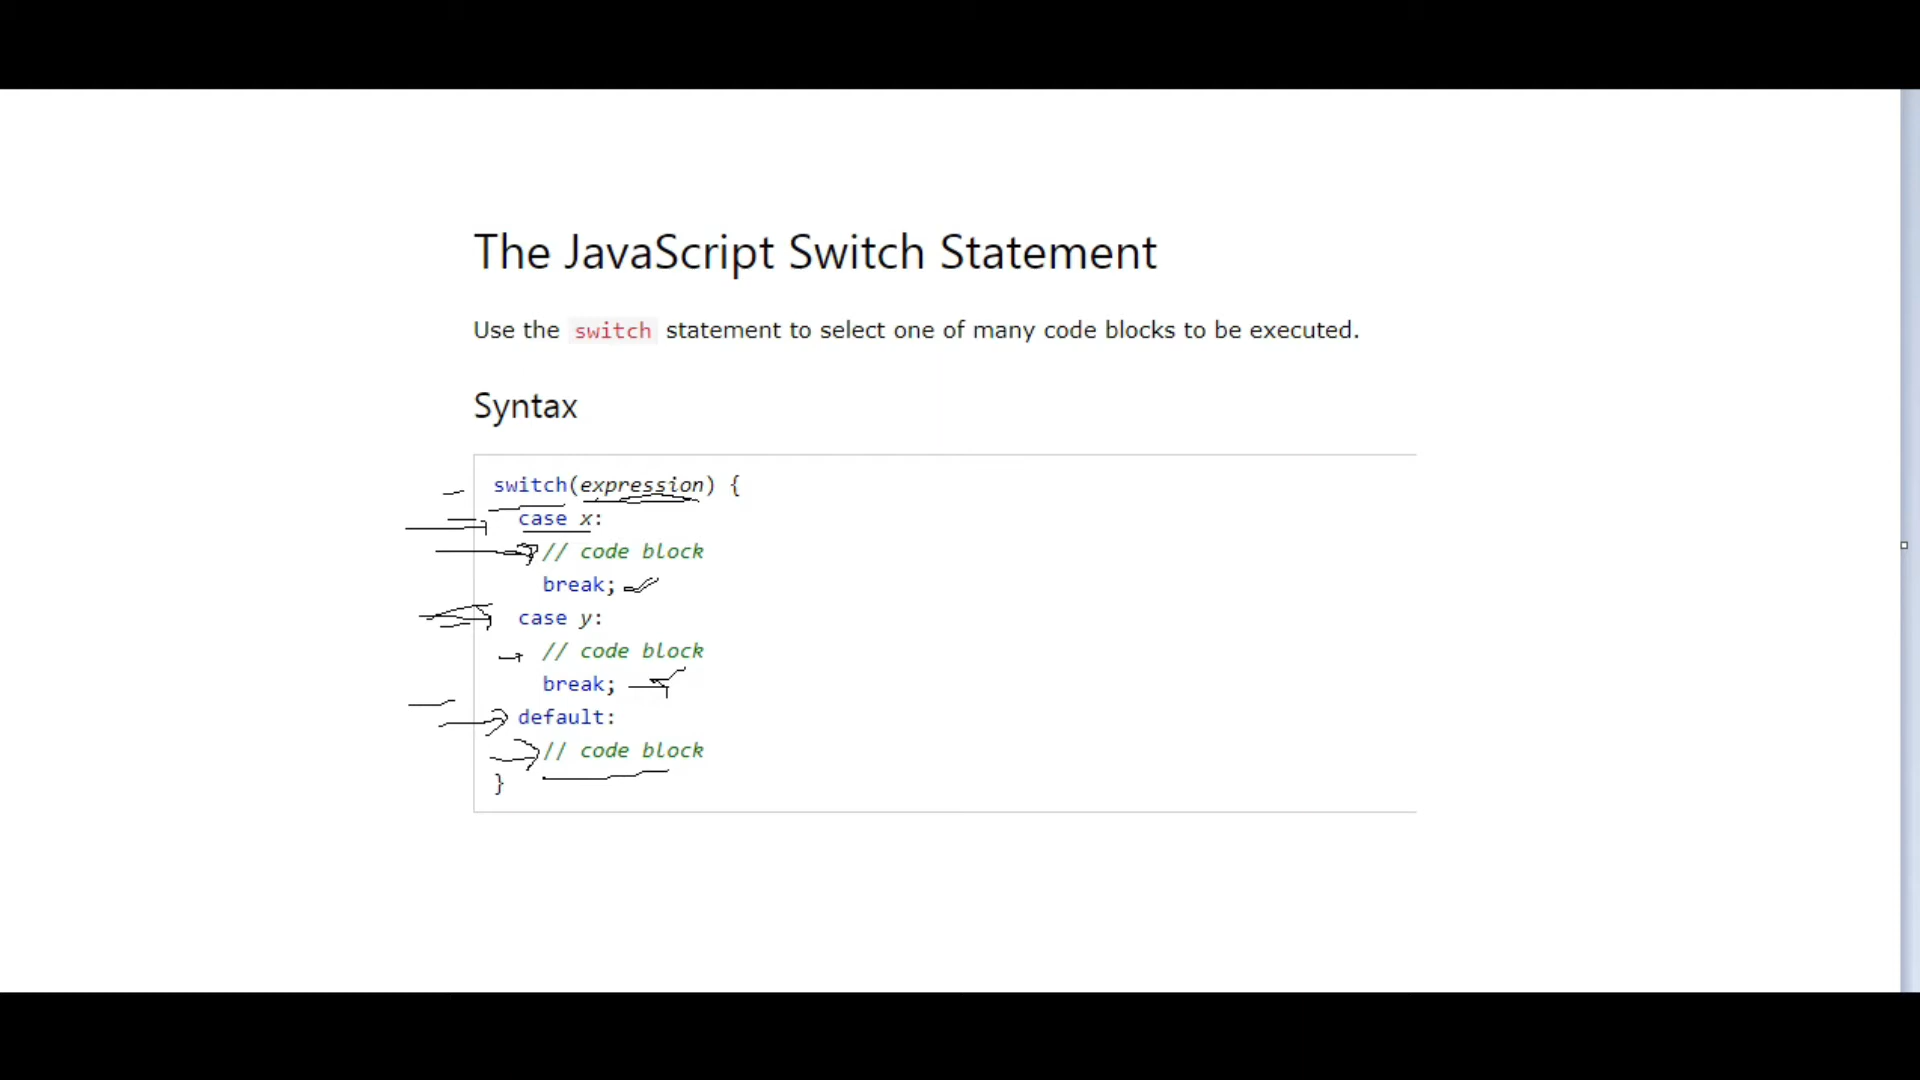 The JavaScript Switch Statement
Use the switch statement to select one of many code blocks to be executed.
Syntax
switch(expression) {
case x:
// code block
break;
case y:
// code block
break;
default:
// code block
}